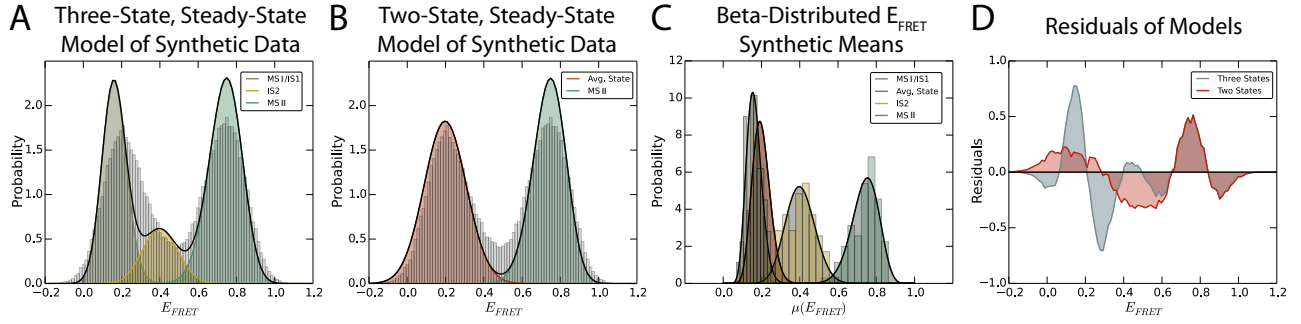 A
Three-State, Steady-State
Model of Synthetic Data
Probability
2.0
1.5
1.0
0.5
0.0
−0.2 0.0 0.2 0.4 0.6 0.8 1.0 1.2
E_FRET
MS I/IS1
IS2
MS II
B
Two-State, Steady-State
Model of Synthetic Data
Probability
2.0
1.5
1.0
0.5
0.0
−0.2 0.0 0.2 0.4 0.6 0.8 1.0 1.2
E_FRET
Avg. State
MS II
C
Beta-Distributed E_FRET
Synthetic Means
Probability
12
10
8
6
4
2
0
−0.2 0.0 0.2 0.4 0.6 0.8 1.0 1.2
μ(E_FRET)
MS I/IS1
Avg. State
IS2
MS II
D
Residuals of Models
Residuals
1.0
0.5
0.0
−0.5
−1.0
−0.2 0.0 0.2 0.4 0.6 0.8 1.0 1.2
E_FRET
Three States
Two States